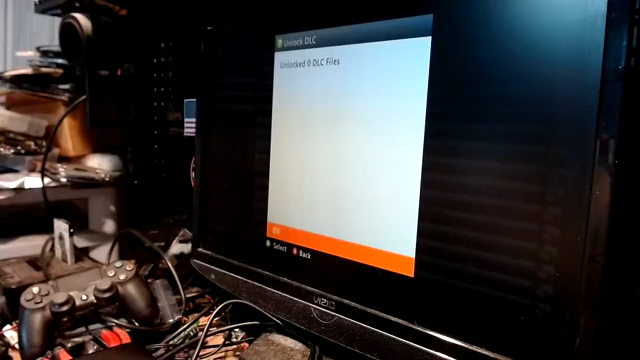 Unlock DLC
Unlocked 0 DLC Files
OK
Select
Back
VIZIO